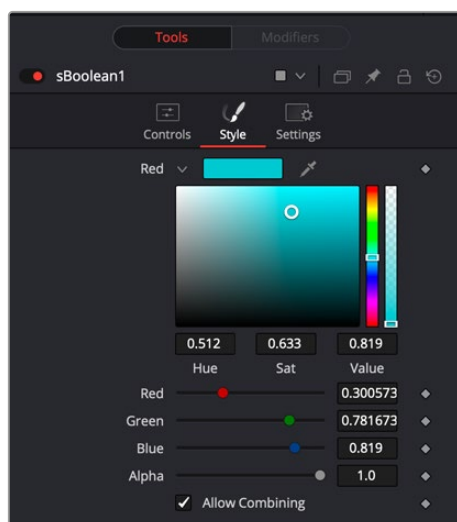 Tools Modifiers
sBoolean1
Controls Style Settings
Red
0.512 0.633 0.819
Hue Sat Value
Red 0.300573
Green 0.781673
Blue 0.819
Alpha 1.0
Allow Combining